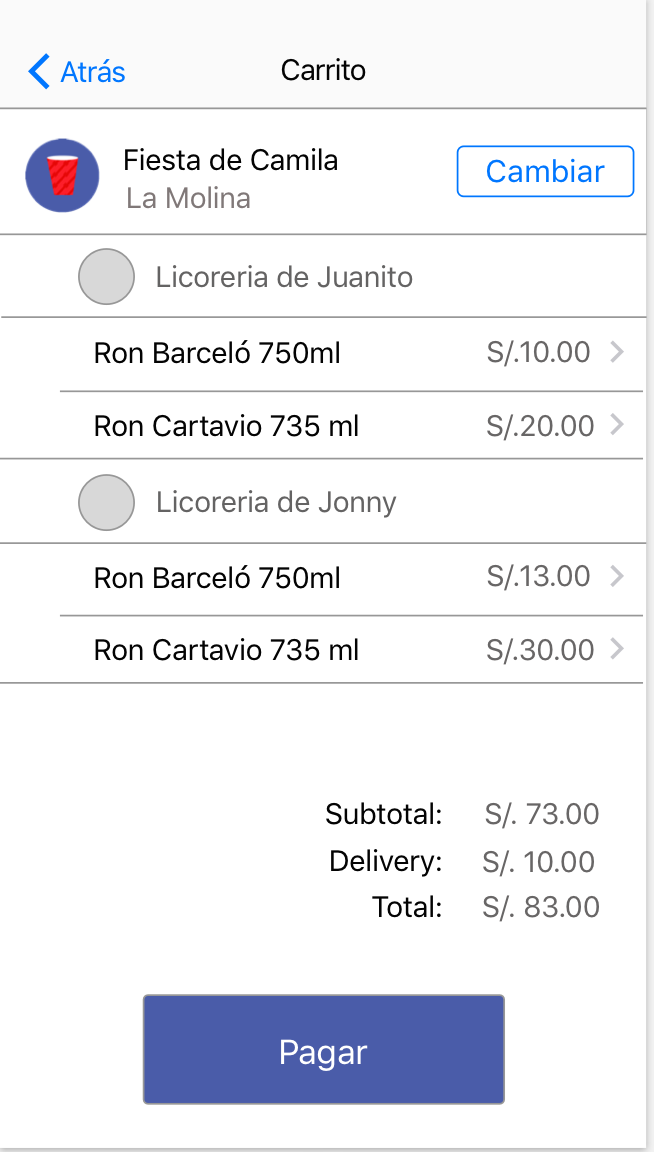 Atrás Carrito
Fiesta de Camila
La Molina
Cambiar
Licoreria de Juanito
Ron Barceló 750ml S/.10.00
Ron Cartavio 735 ml S/.20.00
Licoreria de Jonny
Ron Barceló 750ml S/.13.00
Ron Cartavio 735 ml S/.30.00
Subtotal: S/. 73.00
Delivery: S/. 10.00
Total: S/. 83.00
Pagar